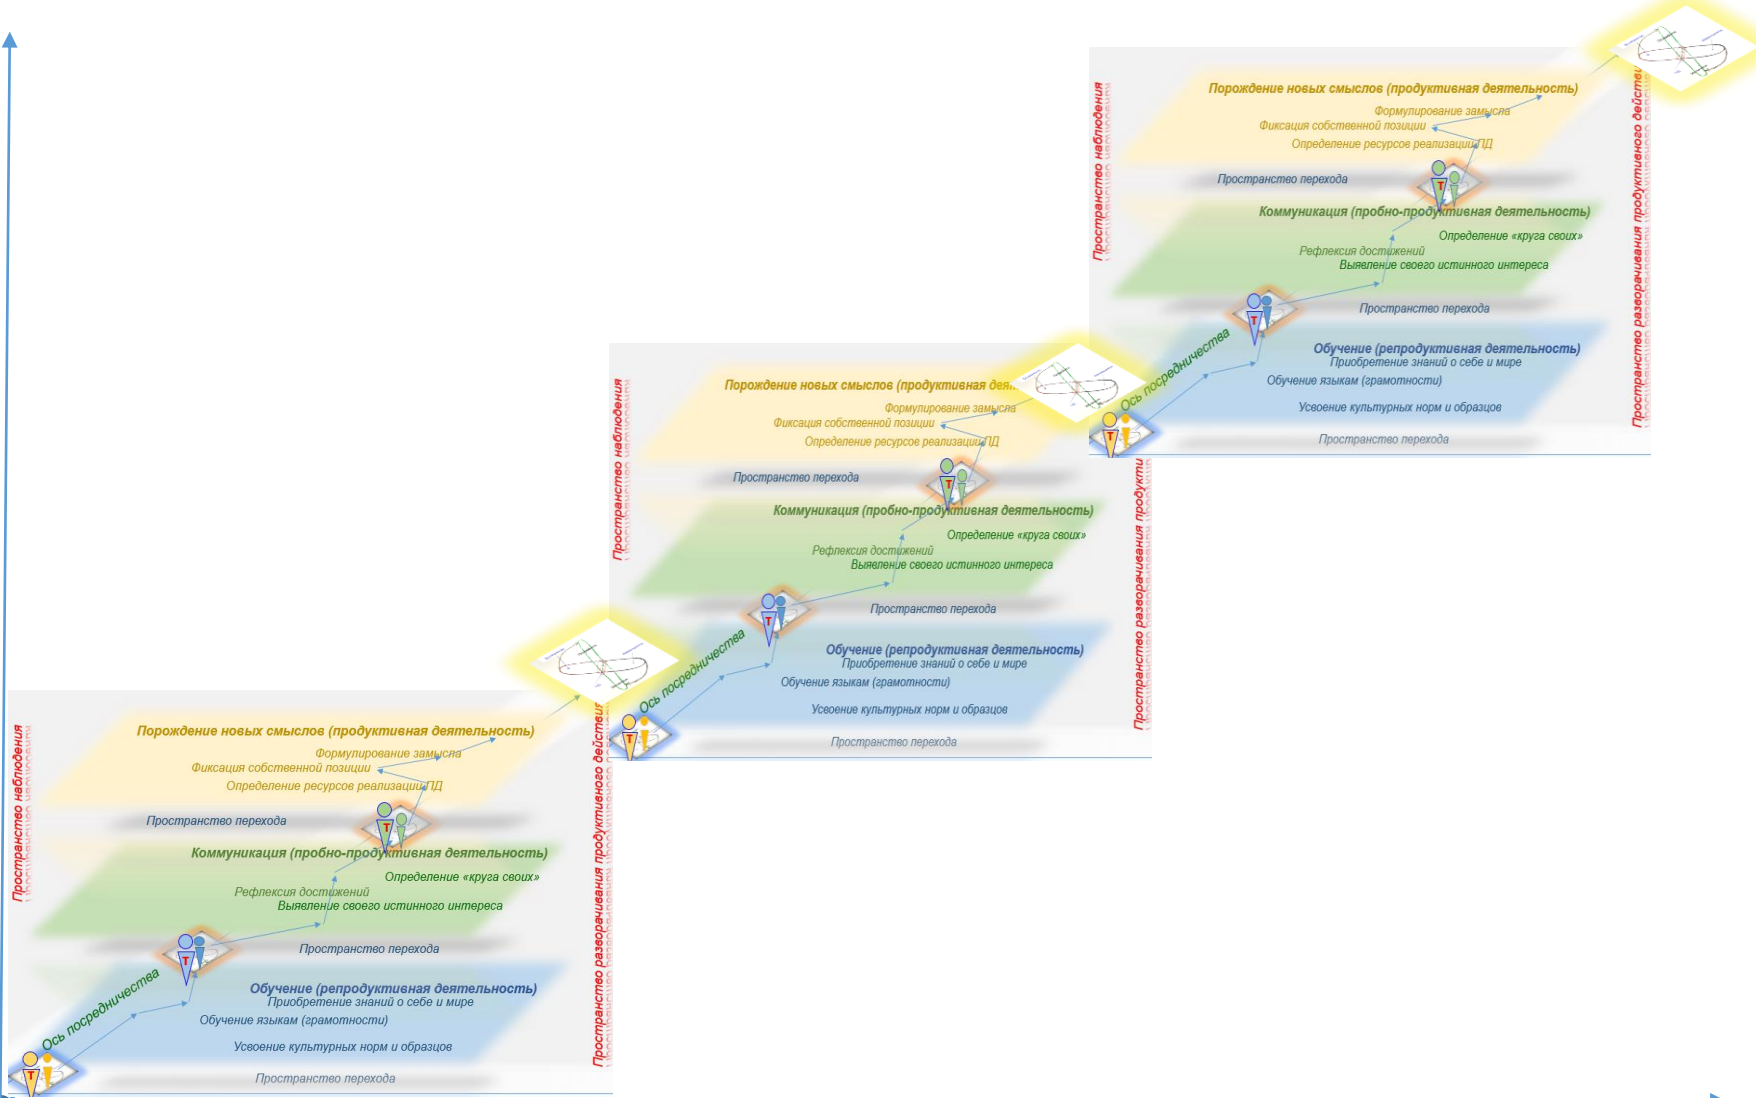 Пространство наблюдения
Порождение новых смыслов (продуктивная деятельность)
Формулирование замысла
Фиксация собственной позиции
Определение ресурсов реализации ПД
Пространство перехода
Т
Коммуникация (пробно-продуктивная деятельность)
Определение «круга своих»
Рефлексия достижений
Выявление своего истинного интереса
Пространство перехода
Т
Ось посредничества
Обучение (репродуктивная деятельность)
Приобретение знаний о себе и мире
Обучение языкам (грамотности)
Усвоение культурных норм и образцов
Т
Пространство перехода
Пространство разворачивания продуктивного действи
Пространство наблюдения
Порождение новых смыслов (продуктивная
Формулирование замысла
Фиксация собственной позиции
Определение ресурсов реализации ПД
Пространство перехода
Т
Коммуникация (пробно-продуктивная деятельность)
Определение «круга своих»
Рефлексия достижений
Выявление своего истинного интереса
Пространство перехода
Т
Ось посредничества
Обучение (репродуктивная деятельность)
Приобретение знаний о себе и мире
Обучение языкам (грамотности)
Усвоение культурных норм и образцов
Т
Пространство перехода
Пространство разворачивания продукти
Пространство наблюдения
Порождение новых смыслов (продуктивная деятельность)
Формулирование замысла
Фиксация собственной позиции
Определение ресурсов реализации ПД
Пространство перехода
Т
Коммуникация (пробно-продуктивная деятельность)
Определение «круга своих»
Рефлексия достижений
Выявление своего истинного интереса
Пространство перехода
Т
Ось посредничества
Обучение (репродуктивная деятельность)
Приобретение знаний о себе и мире
Обучение языкам (грамотности)
Усвоение культурных норм и образцов
Т
Пространство перехода
Пространство разворачивания продуктивного действия